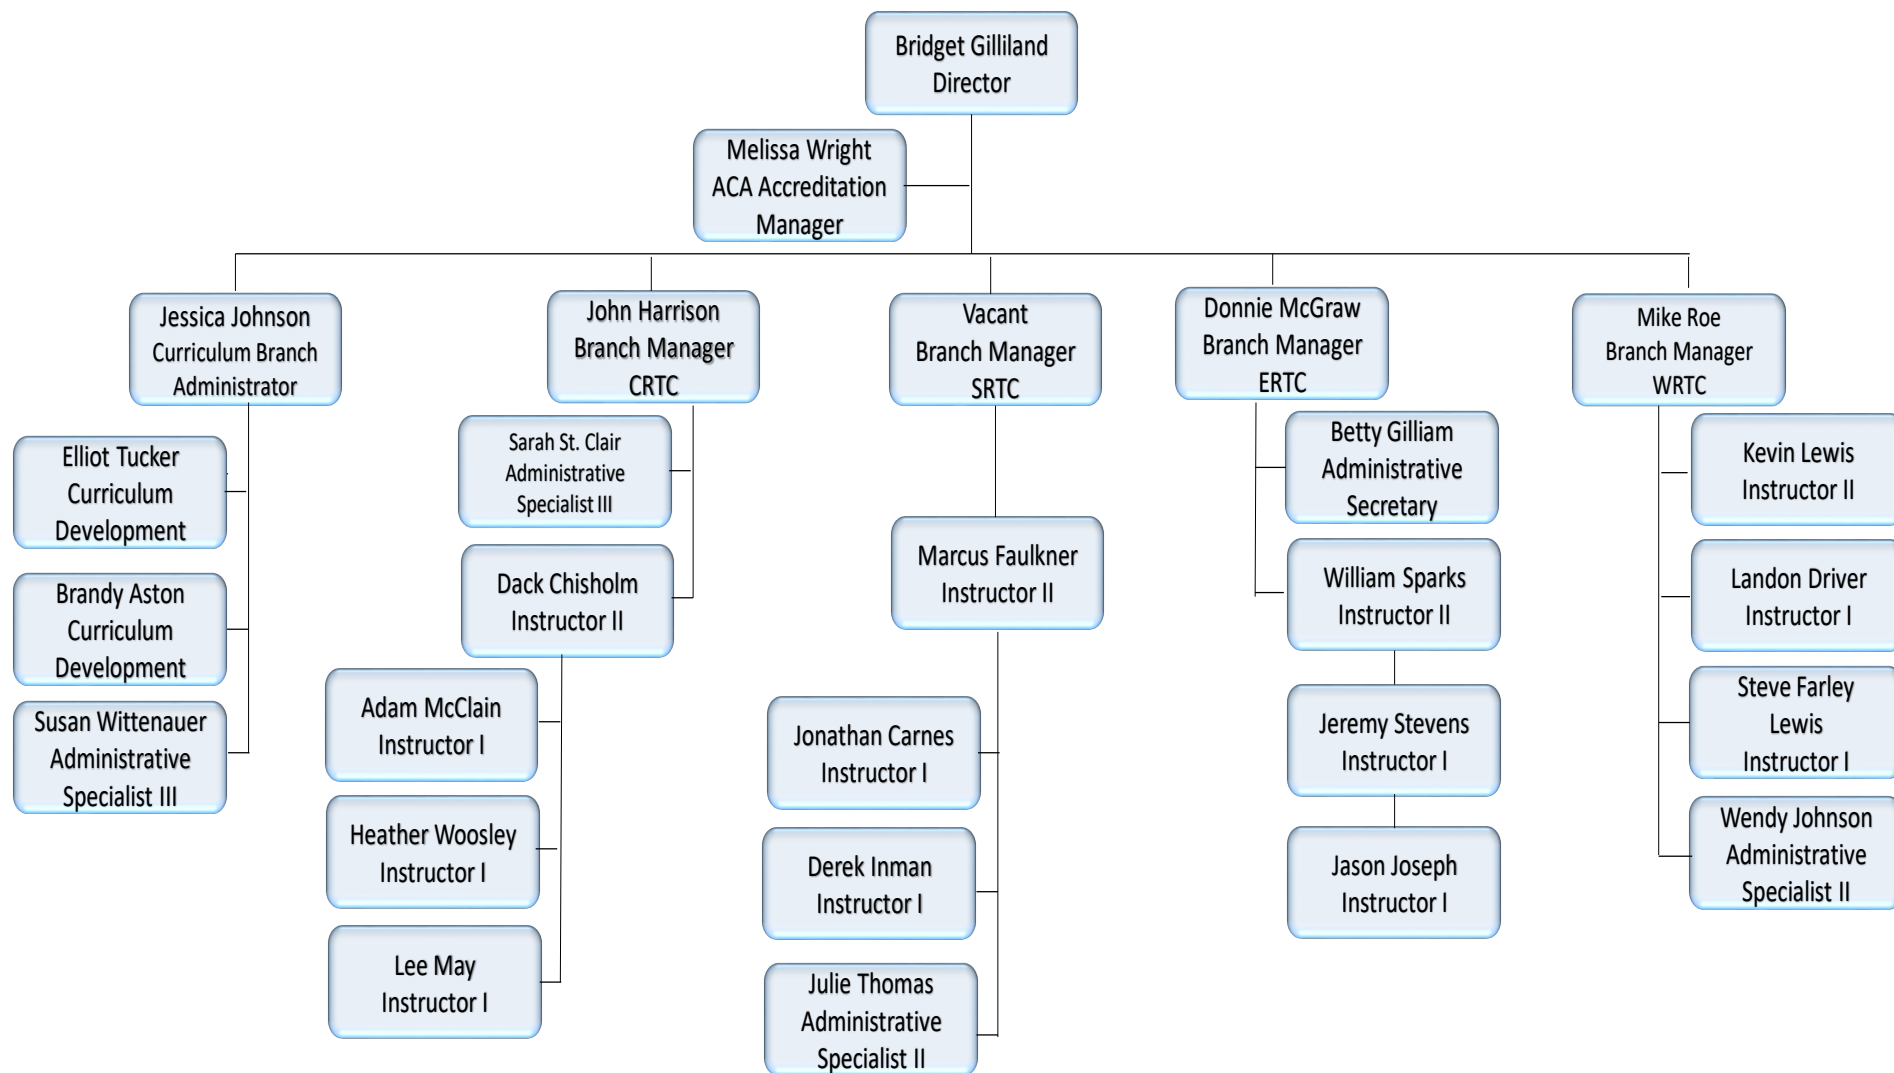 Bridget Gilliland
Director
Melissa Wright
ACA Accreditation
Manager
Jessica Johnson
Curriculum Branch
Administrator
John Harrison
Branch Manager
CRTC
Vacant
Branch Manager
SRTC
Donnie McGraw
Branch Manager
ERTC
Mike Roe
Branch Manager
WRTC
Elliot Tucker
Curriculum
Development
Brandy Aston
Curriculum
Development
Susan Wittenauer
Administrative
Specialist III
Sarah St. Clair
Administrative
Specialist III
Dack Chisholm
Instructor II
Adam McClain
Instructor I
Heather Woosley
Instructor I
Lee May
Instructor I
Marcus Faulkner
Instructor II
Jonathan Carnes
Instructor I
Derek Inman
Instructor I
Julie Thomas
Administrative
Specialist II
Betty Gilliam
Administrative
Secretary
William Sparks
Instructor II
Jeremy Stevens
Instructor I
Jason Joseph
Instructor I
Kevin Lewis
Instructor II
Landon Driver
Instructor I
Steve Farley
Lewis
Instructor I
Wendy Johnson
Administrative
Specialist II